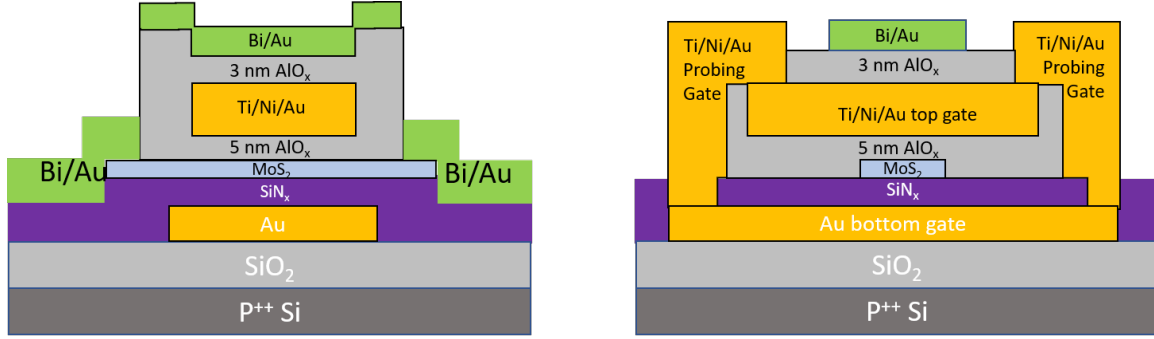 Bi/Au
3 nm AlOₓ
Ti/Ni/Au
5 nm AlOₓ
Bi/Au
MoS₂
Bi/Au
SiNₓ
Au
SiO₂
P⁺⁺ Si
Ti/Ni/Au
Probing
Gate
Bi/Au
Ti/Ni/Au
Probing
Gate
3 nm AlOₓ
Ti/Ni/Au top gate
5 nm AlOₓ
MoS₂
SiNₓ
Au bottom gate
SiO₂
P⁺⁺ Si